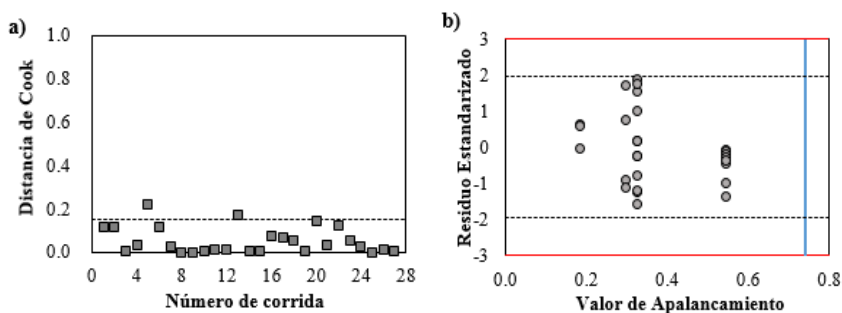 a)
Distancia de Cook
1.0
0.8
0.6
0.4
0.2
0.0
0 4 8 12 16 20 24 28
Número de corrida
b)
Residuo Estandarizado
3
2
1
0
-1
-2
-3
0.0 0.2 0.4 0.6 0.8
Valor de Apalancamiento